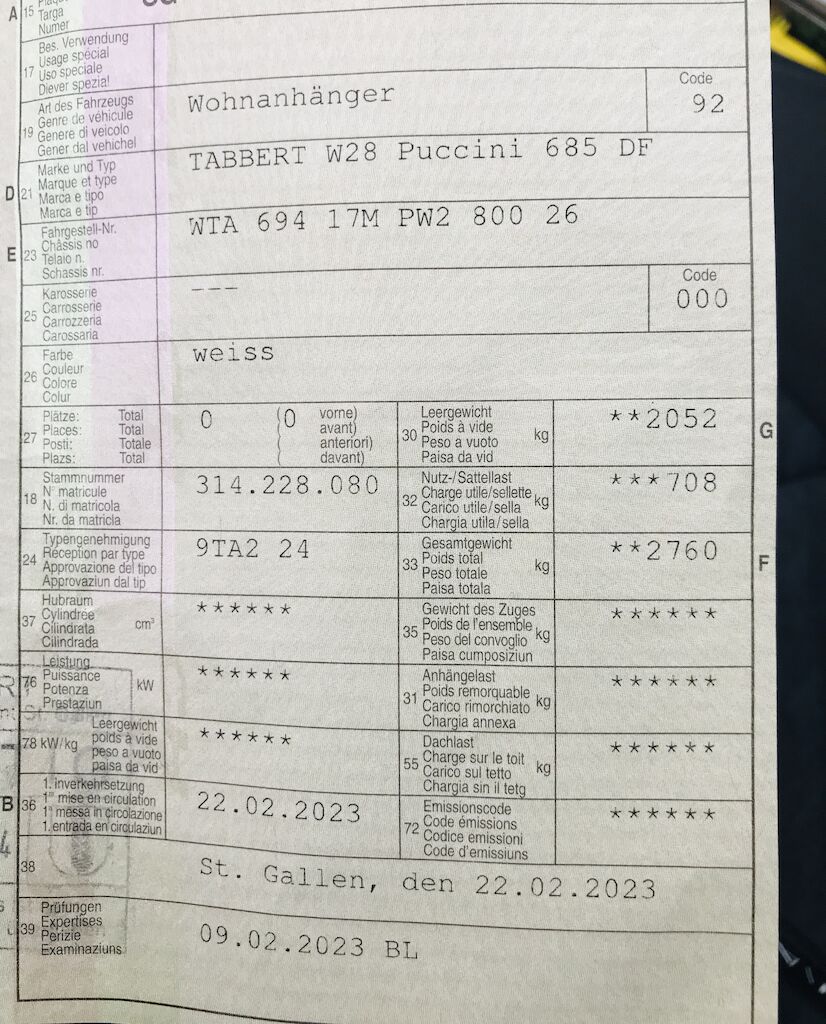 A 15
Targa
Numer
17 Bes. Verwendung
Usage spécial
Uso speciale
Diever spezial
19 Art des Fahrzeugs
Genre de véhicule
Genere di veicolo
Gener dal vehichel
Wohnanhänger
Code
92
D 21 Marke und Typ
Marque et type
Marca e tipo
Marca e tip
TABBERT W28 Puccini 685 DF
E 23 Fahrgestell-Nr.
Châssis no
Telaio n.
Schassis nr.
WTA 694 17M PW2 800 26
25 Karosserie
Carrosserie
Carrozzeria
Carossaria
---
Code
000
26 Farbe
Couleur
Colore
Colur
weiss
27 Plätze: Total
Places: Total
Posti: Totale
Plazs: Total
0 (0 vorne)
( avant)
( anteriori)
( davant)
30 Leergewicht
Poids à vide
Peso a vuoto
Paisa da vid
kg
**2052
G
18 Stammnummer
N° matricule
N. di matricola
Nr. da matricla
314.228.080
32 Nutz-/Sattellast
Charge utile/sellette
Carico utile/sella
Chargia utila/sella
kg
***708
24 Typengenehmigung
Réception par type
Approvazione del tipo
Approvaziun dal tip
9TA2 24
33 Gesamtgewicht
Poids total
Peso totale
Paisa totala
kg
**2760
F
37 Hubraum
Cylindrée
Cilindrata
Cilindrada
cm³
******
35 Gewicht des Zuges
Poids de l'ensemble
Peso del convoglio
Paisa cumposiziun
kg
******
76 Leistung
Puissance
Potenza
Prestaziun
kW
******
31 Anhängelast
Poids remorquable
Carico rimorchiato
Chargia annexa
kg
******
78 kW/kg
Leergewicht
poids à vide
peso a vuoto
paisa da vid
******
55 Dachlast
Charge sur le toit
Carico sul tetto
Chargia sin il tetg
kg
******
B 36 1. Inverkehrsetzung
1re mise en circulation
1a messa in circolazione
1. entrada en circulaziun
22.02.2023
72 Emissionscode
Code émissions
Codice emissioni
Code d'emissiuns
******
38
St. Gallen, den 22.02.2023
39 Prüfungen
Expertises
Perizie
Examinaziuns
09.02.2023 BL